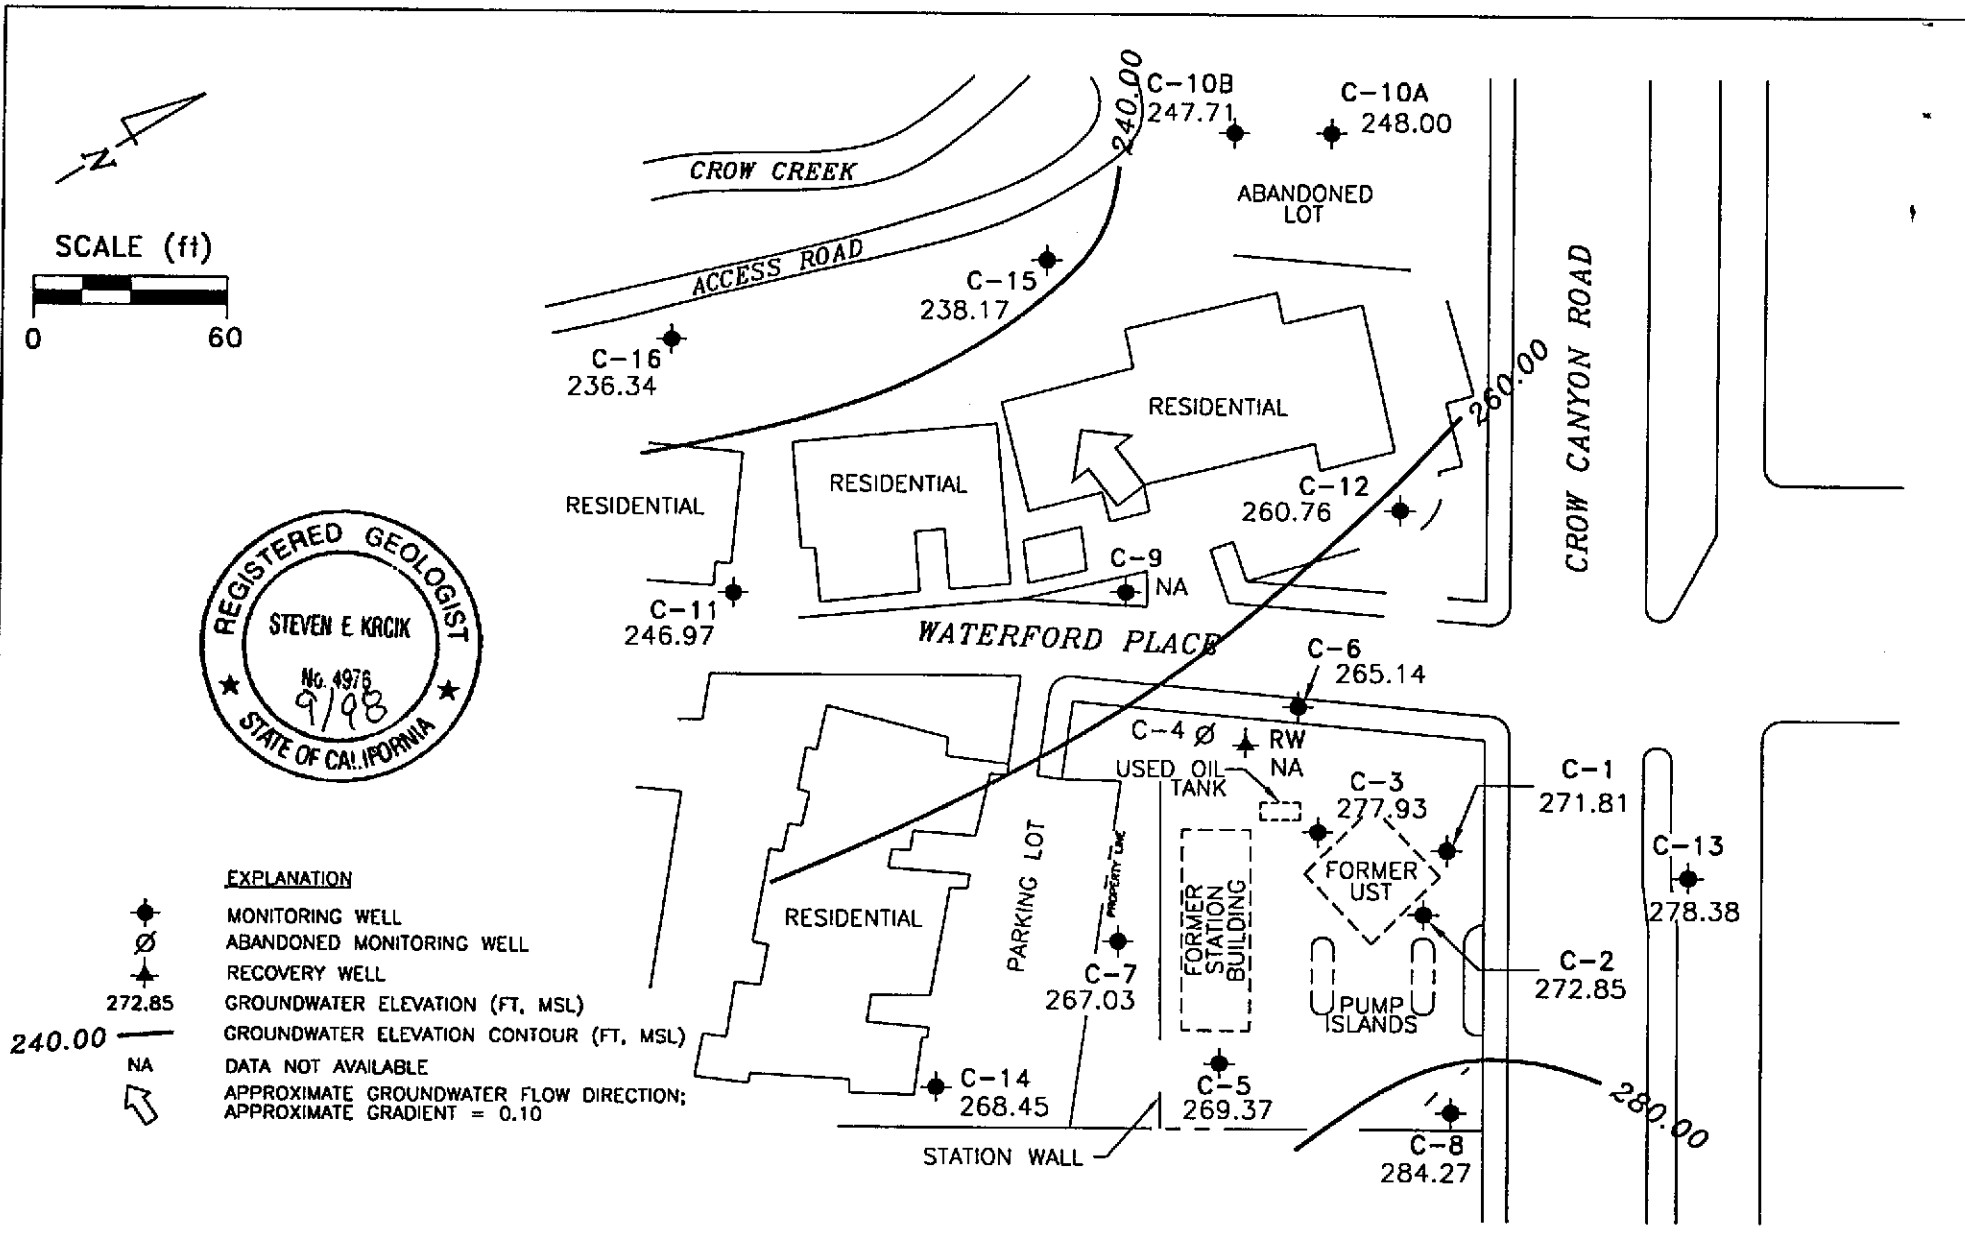 N
SCALE (ft)
0 60
CROW CREEK
ACCESS ROAD
240.00
C-10B
247.71
C-10A
248.00
ABANDONED
LOT
C-15
238.17
C-16
236.34
RESIDENTIAL
RESIDENTIAL
RESIDENTIAL
260.00
CROW CANYON ROAD
C-12
260.76
C-9
NA
C-11
246.97
WATERFORD PLACE
C-6
265.14
C-4
RW
NA
USED OIL
TANK
C-3
277.93
C-1
271.81
C-13
278.38
FORMER
UST
FORMER
STATION
BUILDING
PROPERTY LINE
PARKING LOT
RESIDENTIAL
C-7
267.03
C-2
272.85
PUMP
ISLANDS
C-14
268.45
C-5
269.37
280.00
C-8
284.27
STATION WALL
REGISTERED GEOLOGIST
STEVEN E. KRCIK
No. 4976
9/98
STATE OF CALIFORNIA
EXPLANATION
MONITORING WELL
ABANDONED MONITORING WELL
RECOVERY WELL
272.85 GROUNDWATER ELEVATION (FT, MSL)
240.00 GROUNDWATER ELEVATION CONTOUR (FT, MSL)
NA DATA NOT AVAILABLE
APPROXIMATE GROUNDWATER FLOW DIRECTION;
APPROXIMATE GRADIENT = 0.10